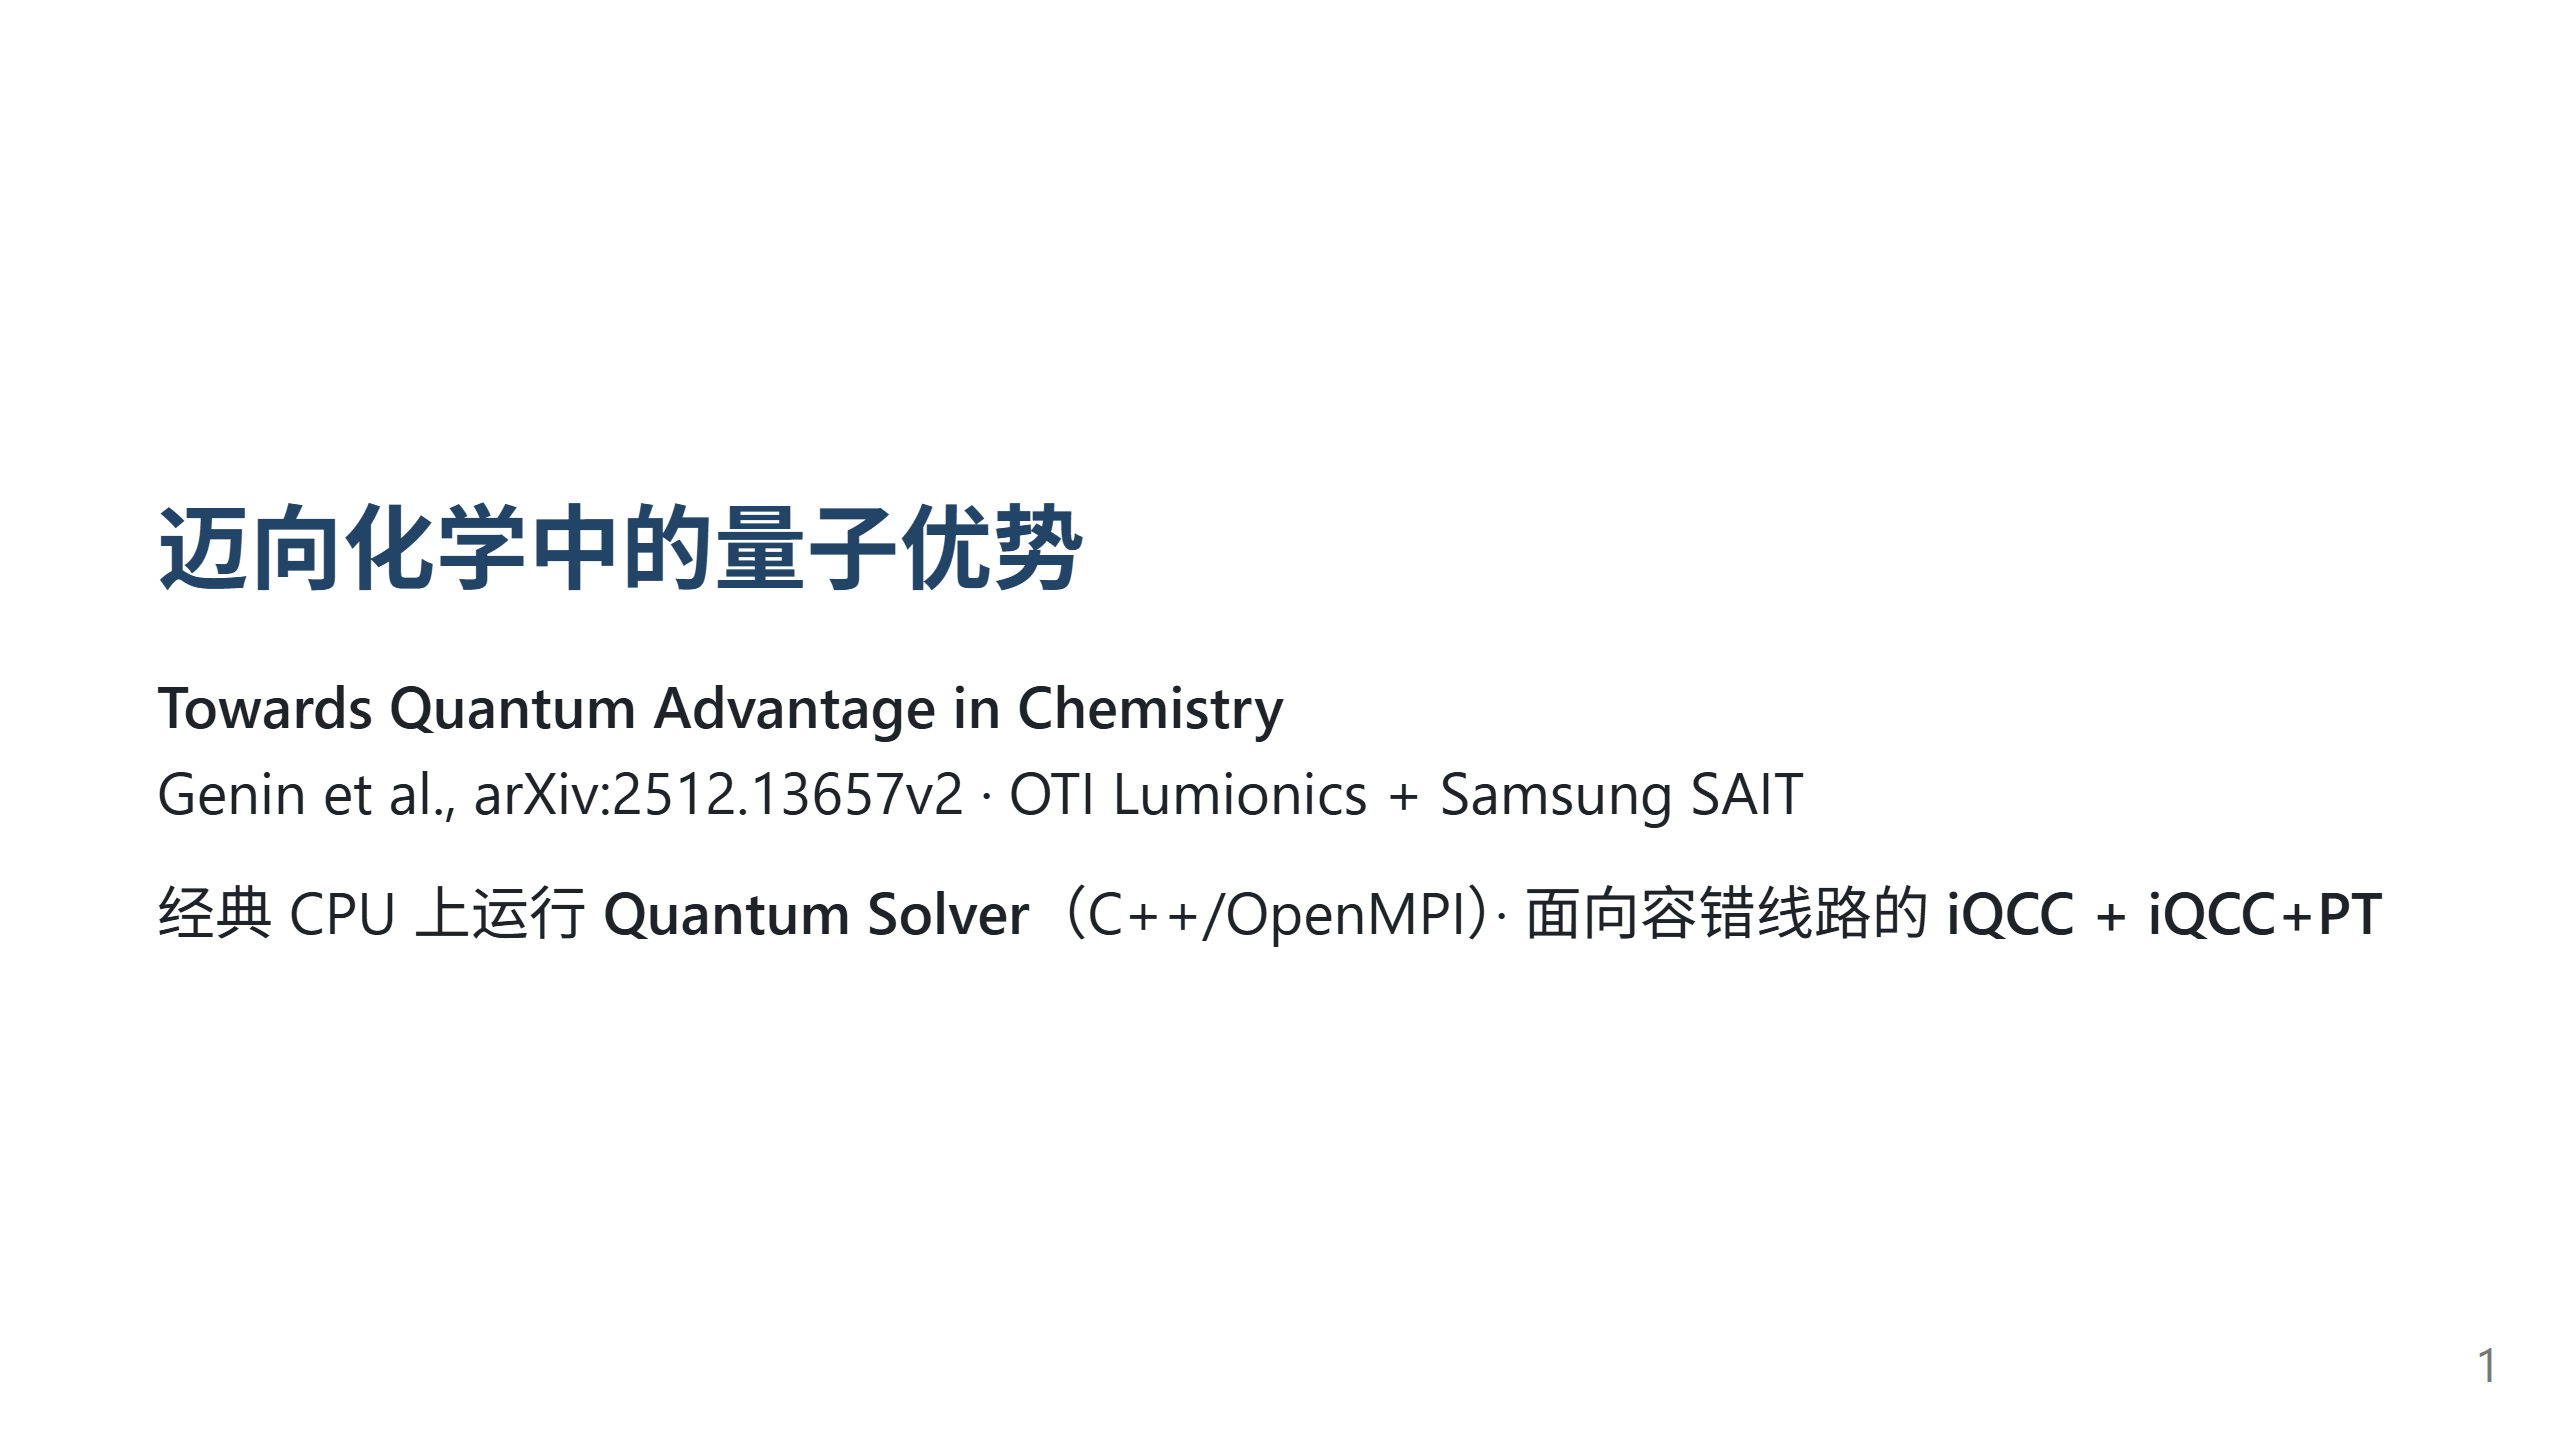 迈向化学中的量子优势
Towards Quantum Advantage in Chemistry
Genin et al., arXiv:2512.13657v2 · OTI Lumionics + Samsung SAIT
经典 CPU 上运行 Quantum Solver（C++/OpenMPI）· 面向容错线路的 iQCC + iQCC+PT
1